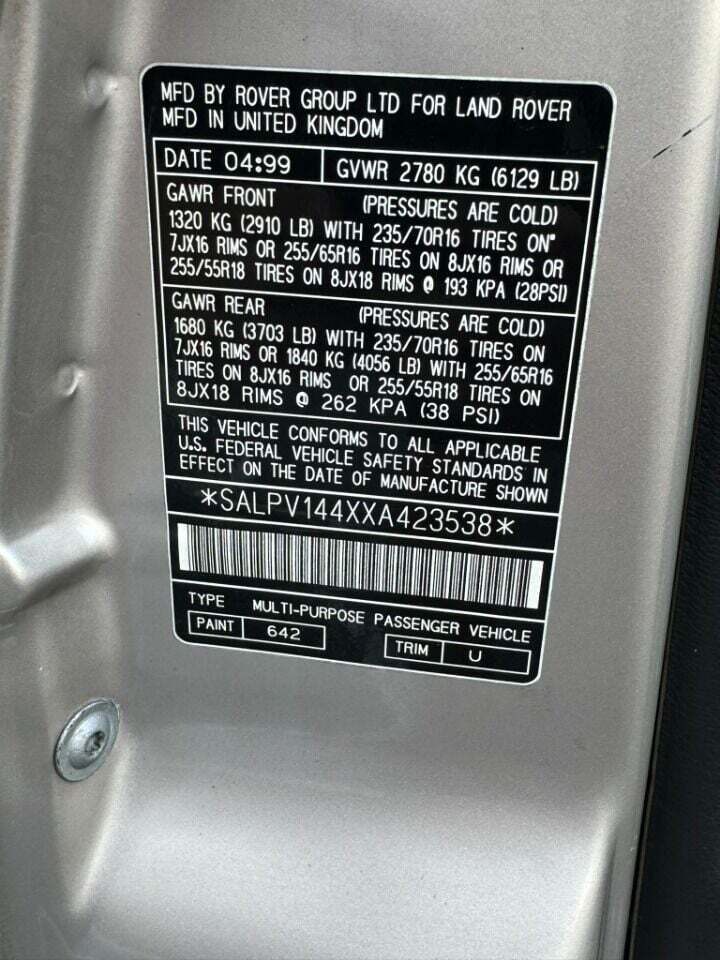 MFD BY ROVER GROUP LTD FOR LAND ROVER
MFD IN UNITED KINGDOM
DATE 04:99 GVWR 2780 KG (6129 LB)
GAWR FRONT (PRESSURES ARE COLD)
1320 KG (2910 LB) WITH 235/70R16 TIRES ON"
7JX16 RIMS OR 255/65R16 TIRES ON 8JX16 RIMS OR
255/55R18 TIRES ON 8JX18 RIMS @ 193 KPA (28PSI)
GAWR REAR (PRESSURES ARE COLD)
1680 KG (3703 LB) WITH 235/70R16 TIRES ON
7JX16 RIMS OR 1840 KG (4056 LB) WITH 255/65R16
TIRES ON 8JX16 RIMS OR 255/55R18 TIRES ON
8JX18 RIMS @ 262 KPA (38 PSI)
THIS VEHICLE CONFORMS TO ALL APPLICABLE
U.S. FEDERAL VEHICLE SAFETY STANDARDS IN
EFFECT ON THE DATE OF MANUFACTURE SHOWN
*SALPV144XXA423538*
TYPE MULTI-PURPOSE PASSENGER VEHICLE
PAINT 642 TRIM U